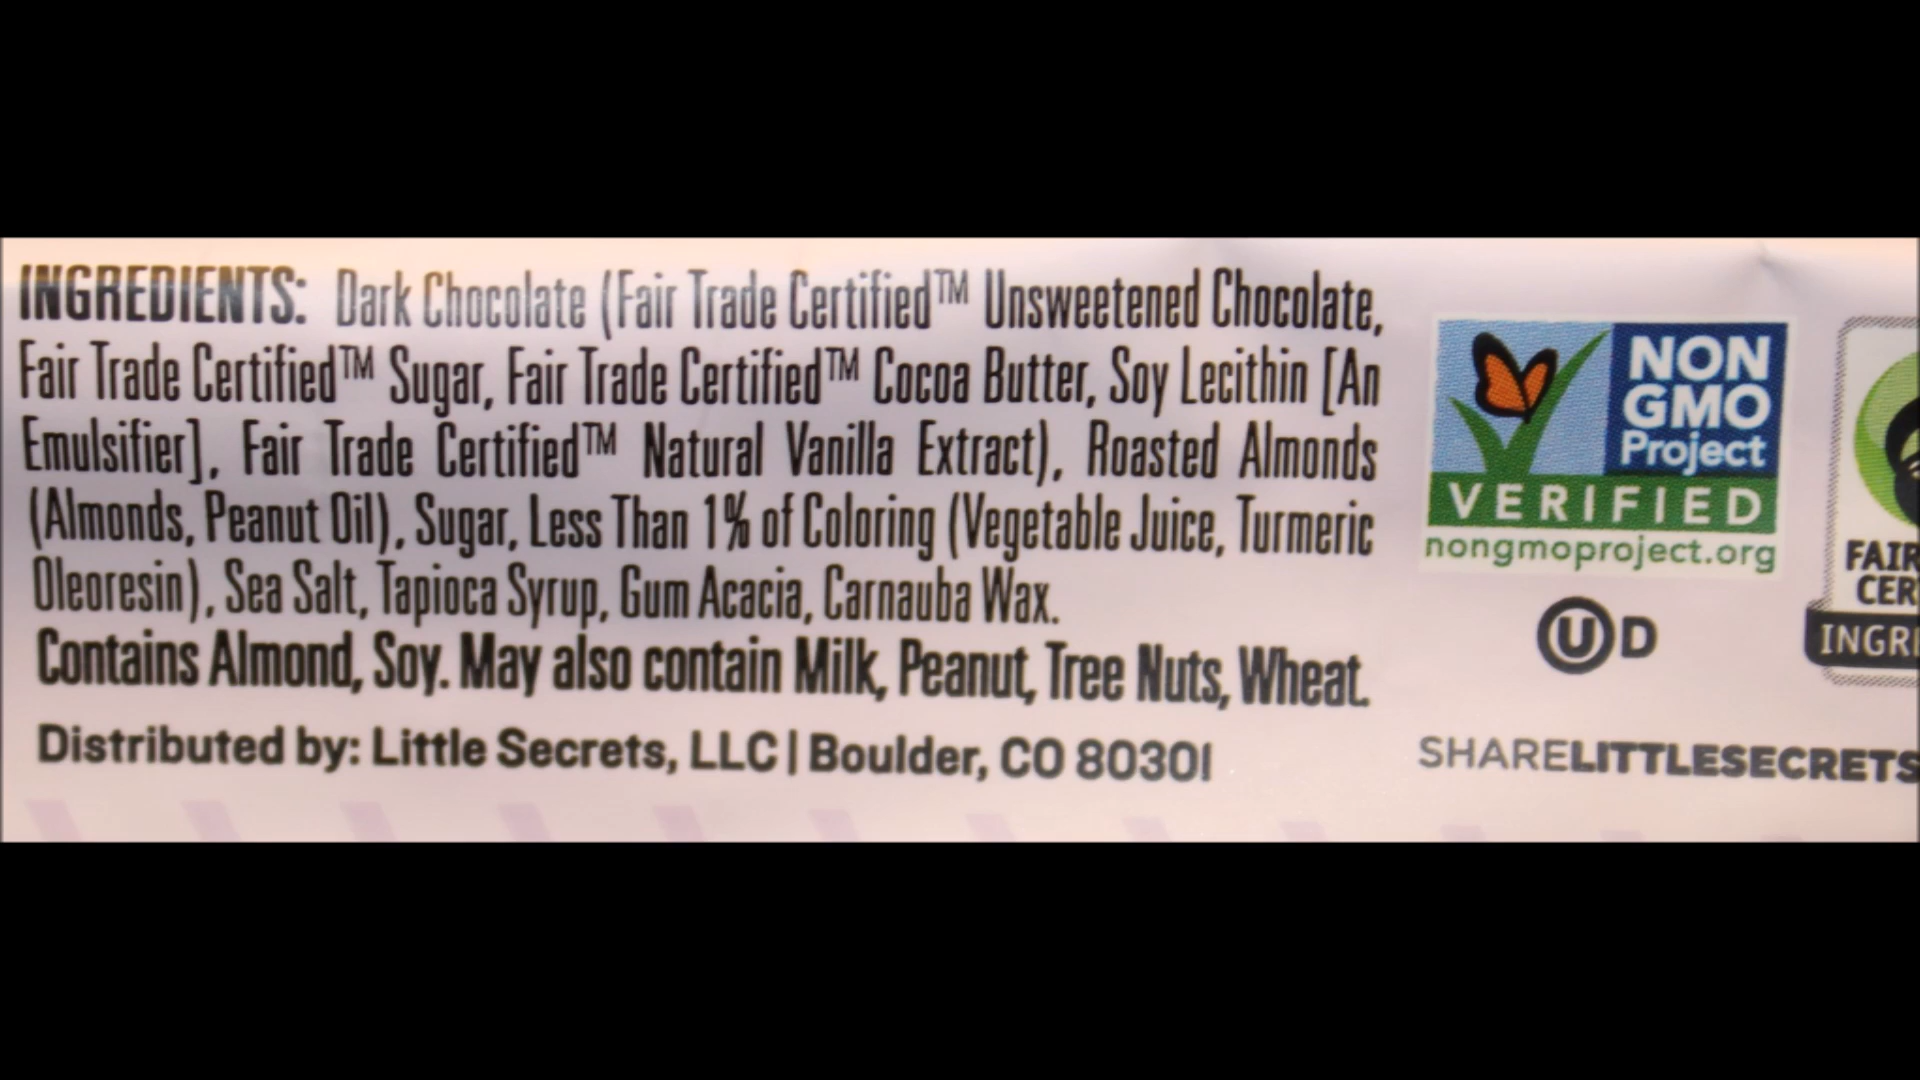 INGREDIENTS: Dark Chocolate (Fair Trade Certified™ Unsweetened Chocolate,
Fair Trade Certified™ Sugar, Fair Trade Certified™ Cocoa Butter, Soy Lecithin [An
Emulsifier], Fair Trade Certified™ Natural Vanilla Extract), Roasted Almonds
(Almonds, Peanut Oil), Sugar, Less Than 1% of Coloring (Vegetable Juice, Turmeric
Oleoresin), Sea Salt, Tapioca Syrup, Gum Acacia, Carnauba Wax.
Contains Almond, Soy. May also contain Milk, Peanut, Tree Nuts, Wheat.
Distributed by: Little Secrets, LLC | Boulder, CO 80301
NON
GMO
Project
VERIFIED
nongmoproject.org
U D
FAIR
CER
INGRE
SHARELITTLESECRETS